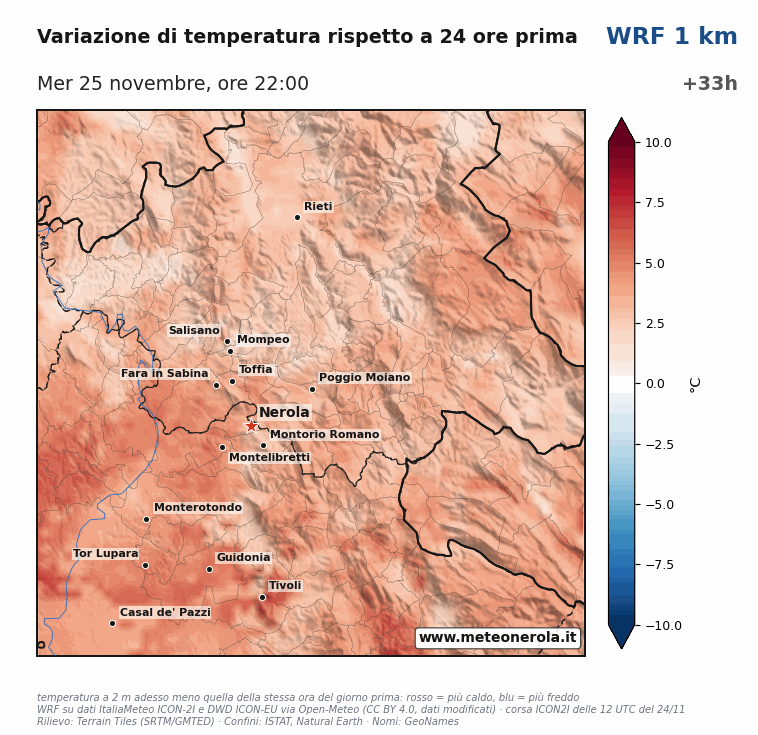 Variazione di temperatura rispetto a 24 ore prima
WRF 1 km
Mer 25 novembre, ore 22:00
+33h
Rieti
Salisano
Mompeo
Toffia
Fara in Sabina
Poggio Moiano
Nerola
Montorio Romano
Montelibretti
Monterotondo
Tor Lupara
Guidonia
Tivoli
Casal de' Pazzi
www.meteonerola.it
10.0
7.5
5.0
2.5
0.0
−2.5
−5.0
−7.5
−10.0
°C
temperatura a 2 m adesso meno quella della stessa ora del giorno prima: rosso = più caldo, blu = più freddo
WRF su dati ItaliaMeteo ICON-2I e DWD ICON-EU via Open-Meteo (CC BY 4.0, dati modificati) · corsa ICON2I delle 12 UTC del 24/11
Rilievo: Terrain Tiles (SRTM/GMTED) · Confini: ISTAT, Natural Earth · Nomi: GeoNames